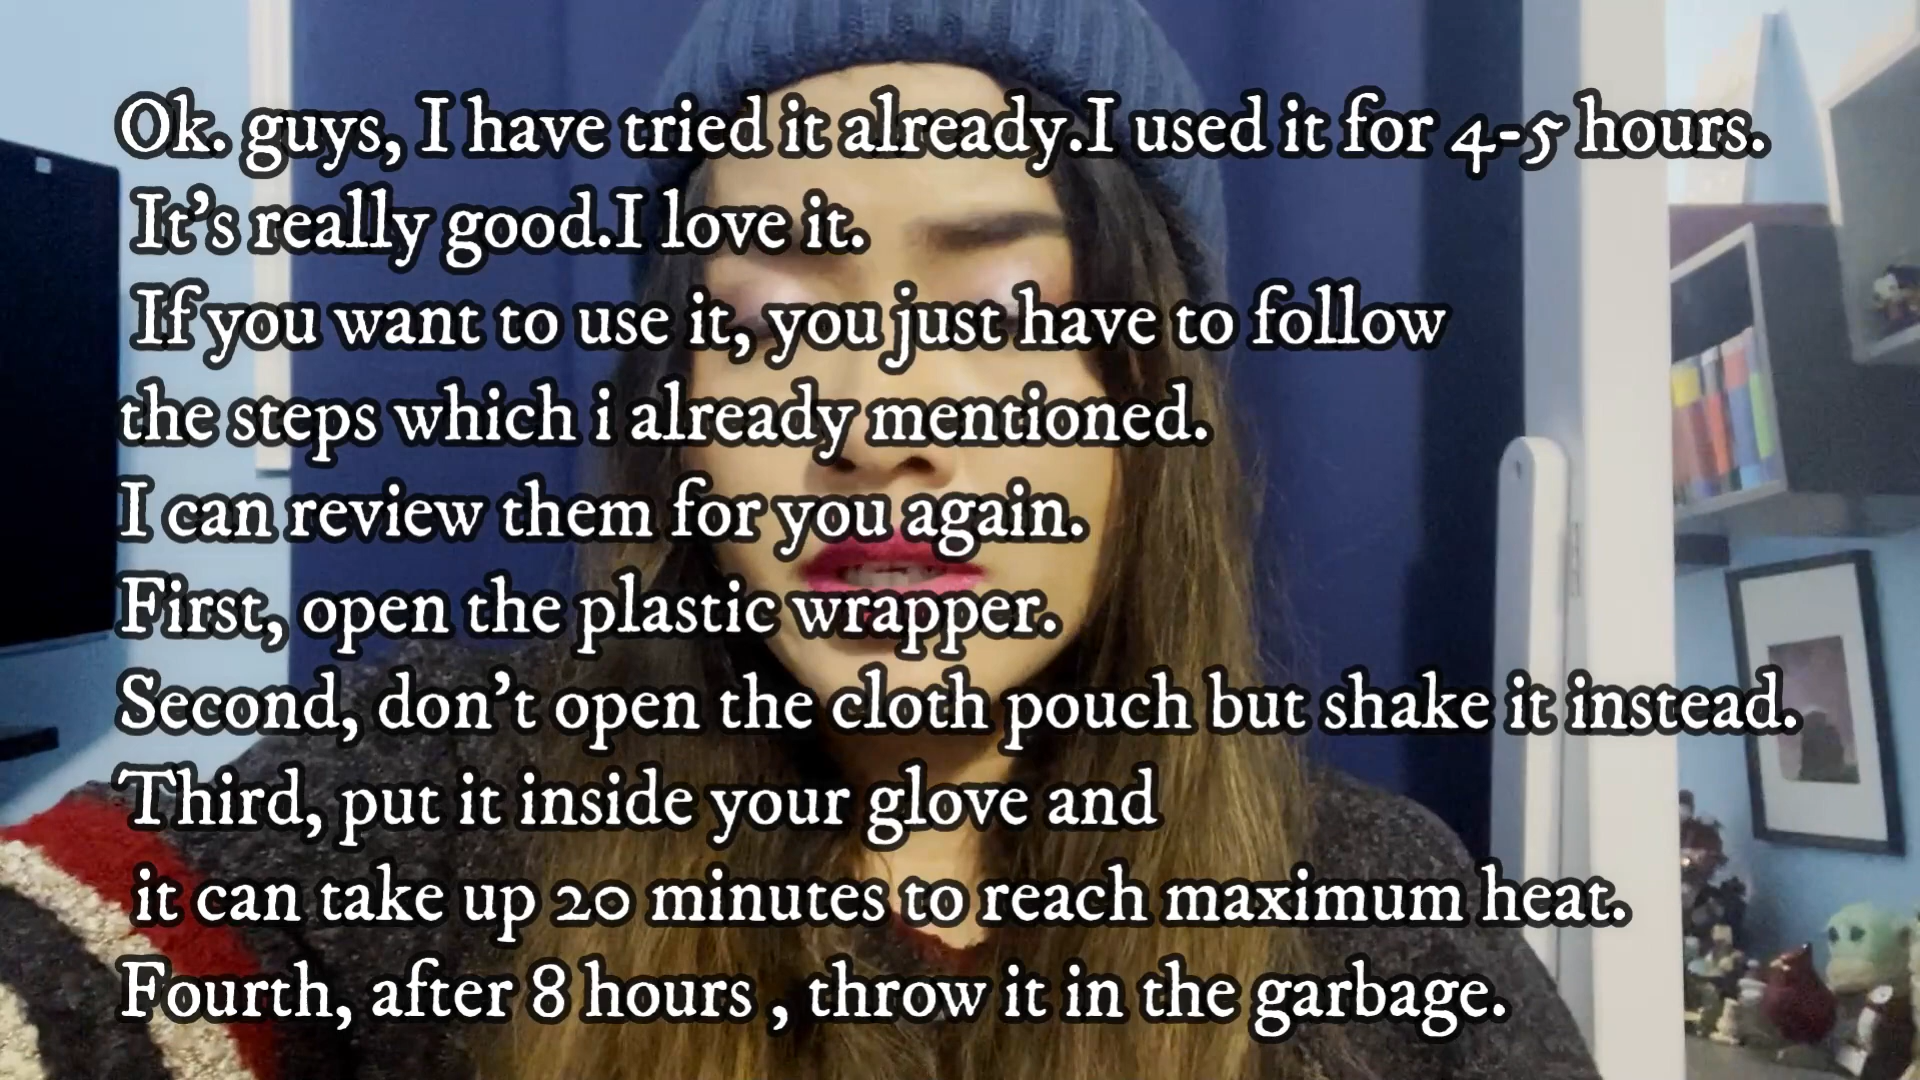 Ok. guys, I have tried it already.I used it for 4-5 hours.
It's really good.I love it.
If you want to use it, you just have to follow
the steps which i already mentioned.
I can review them for you again.
First, open the plastic wrapper.
Second, don't open the cloth pouch but shake it instead.
Third, put it inside your glove and
it can take up 20 minutes to reach maximum heat.
Fourth, after 8 hours , throw it in the garbage.